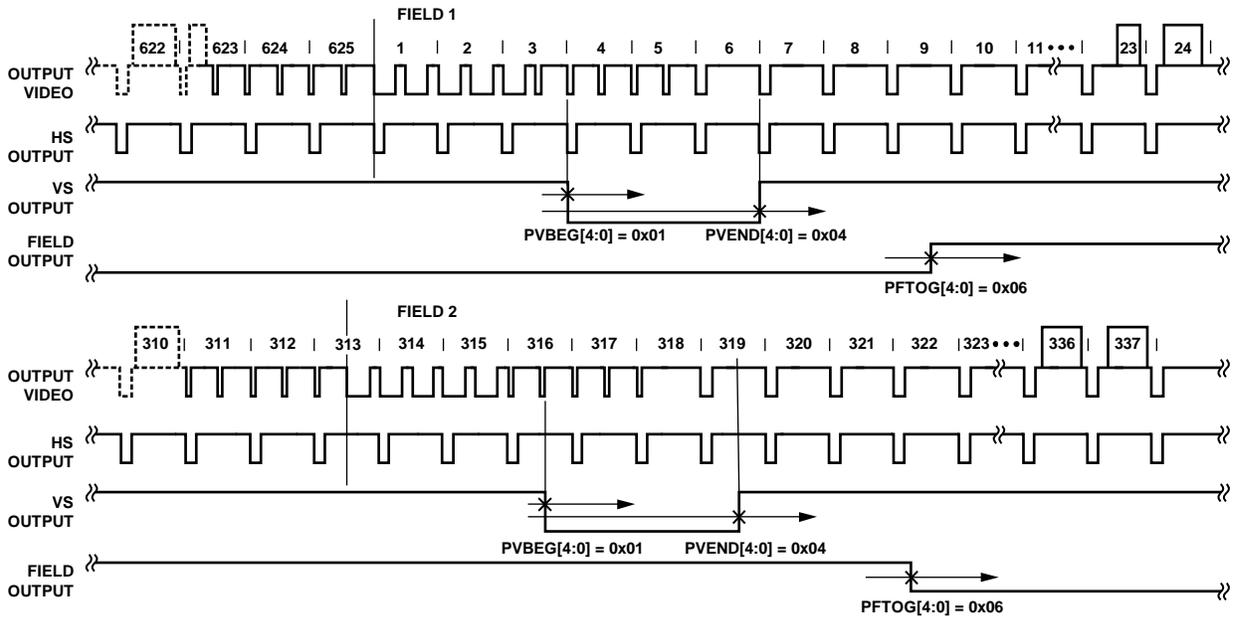 FIELD 1
622 623 624 625 1 2 3 4 5 6 7 8 9 10 11 ••• 23 24
OUTPUT
VIDEO
HS
OUTPUT
VS
OUTPUT
PVBEG[4:0] = 0x01 PVEND[4:0] = 0x04
FIELD
OUTPUT
PFTOG[4:0] = 0x06
FIELD 2
310 311 312 313 314 315 316 317 318 319 320 321 322 323 ••• 336 337
OUTPUT
VIDEO
HS
OUTPUT
VS
OUTPUT
PVBEG[4:0] = 0x01 PVEND[4:0] = 0x04
FIELD
OUTPUT
PFTOG[4:0] = 0x06